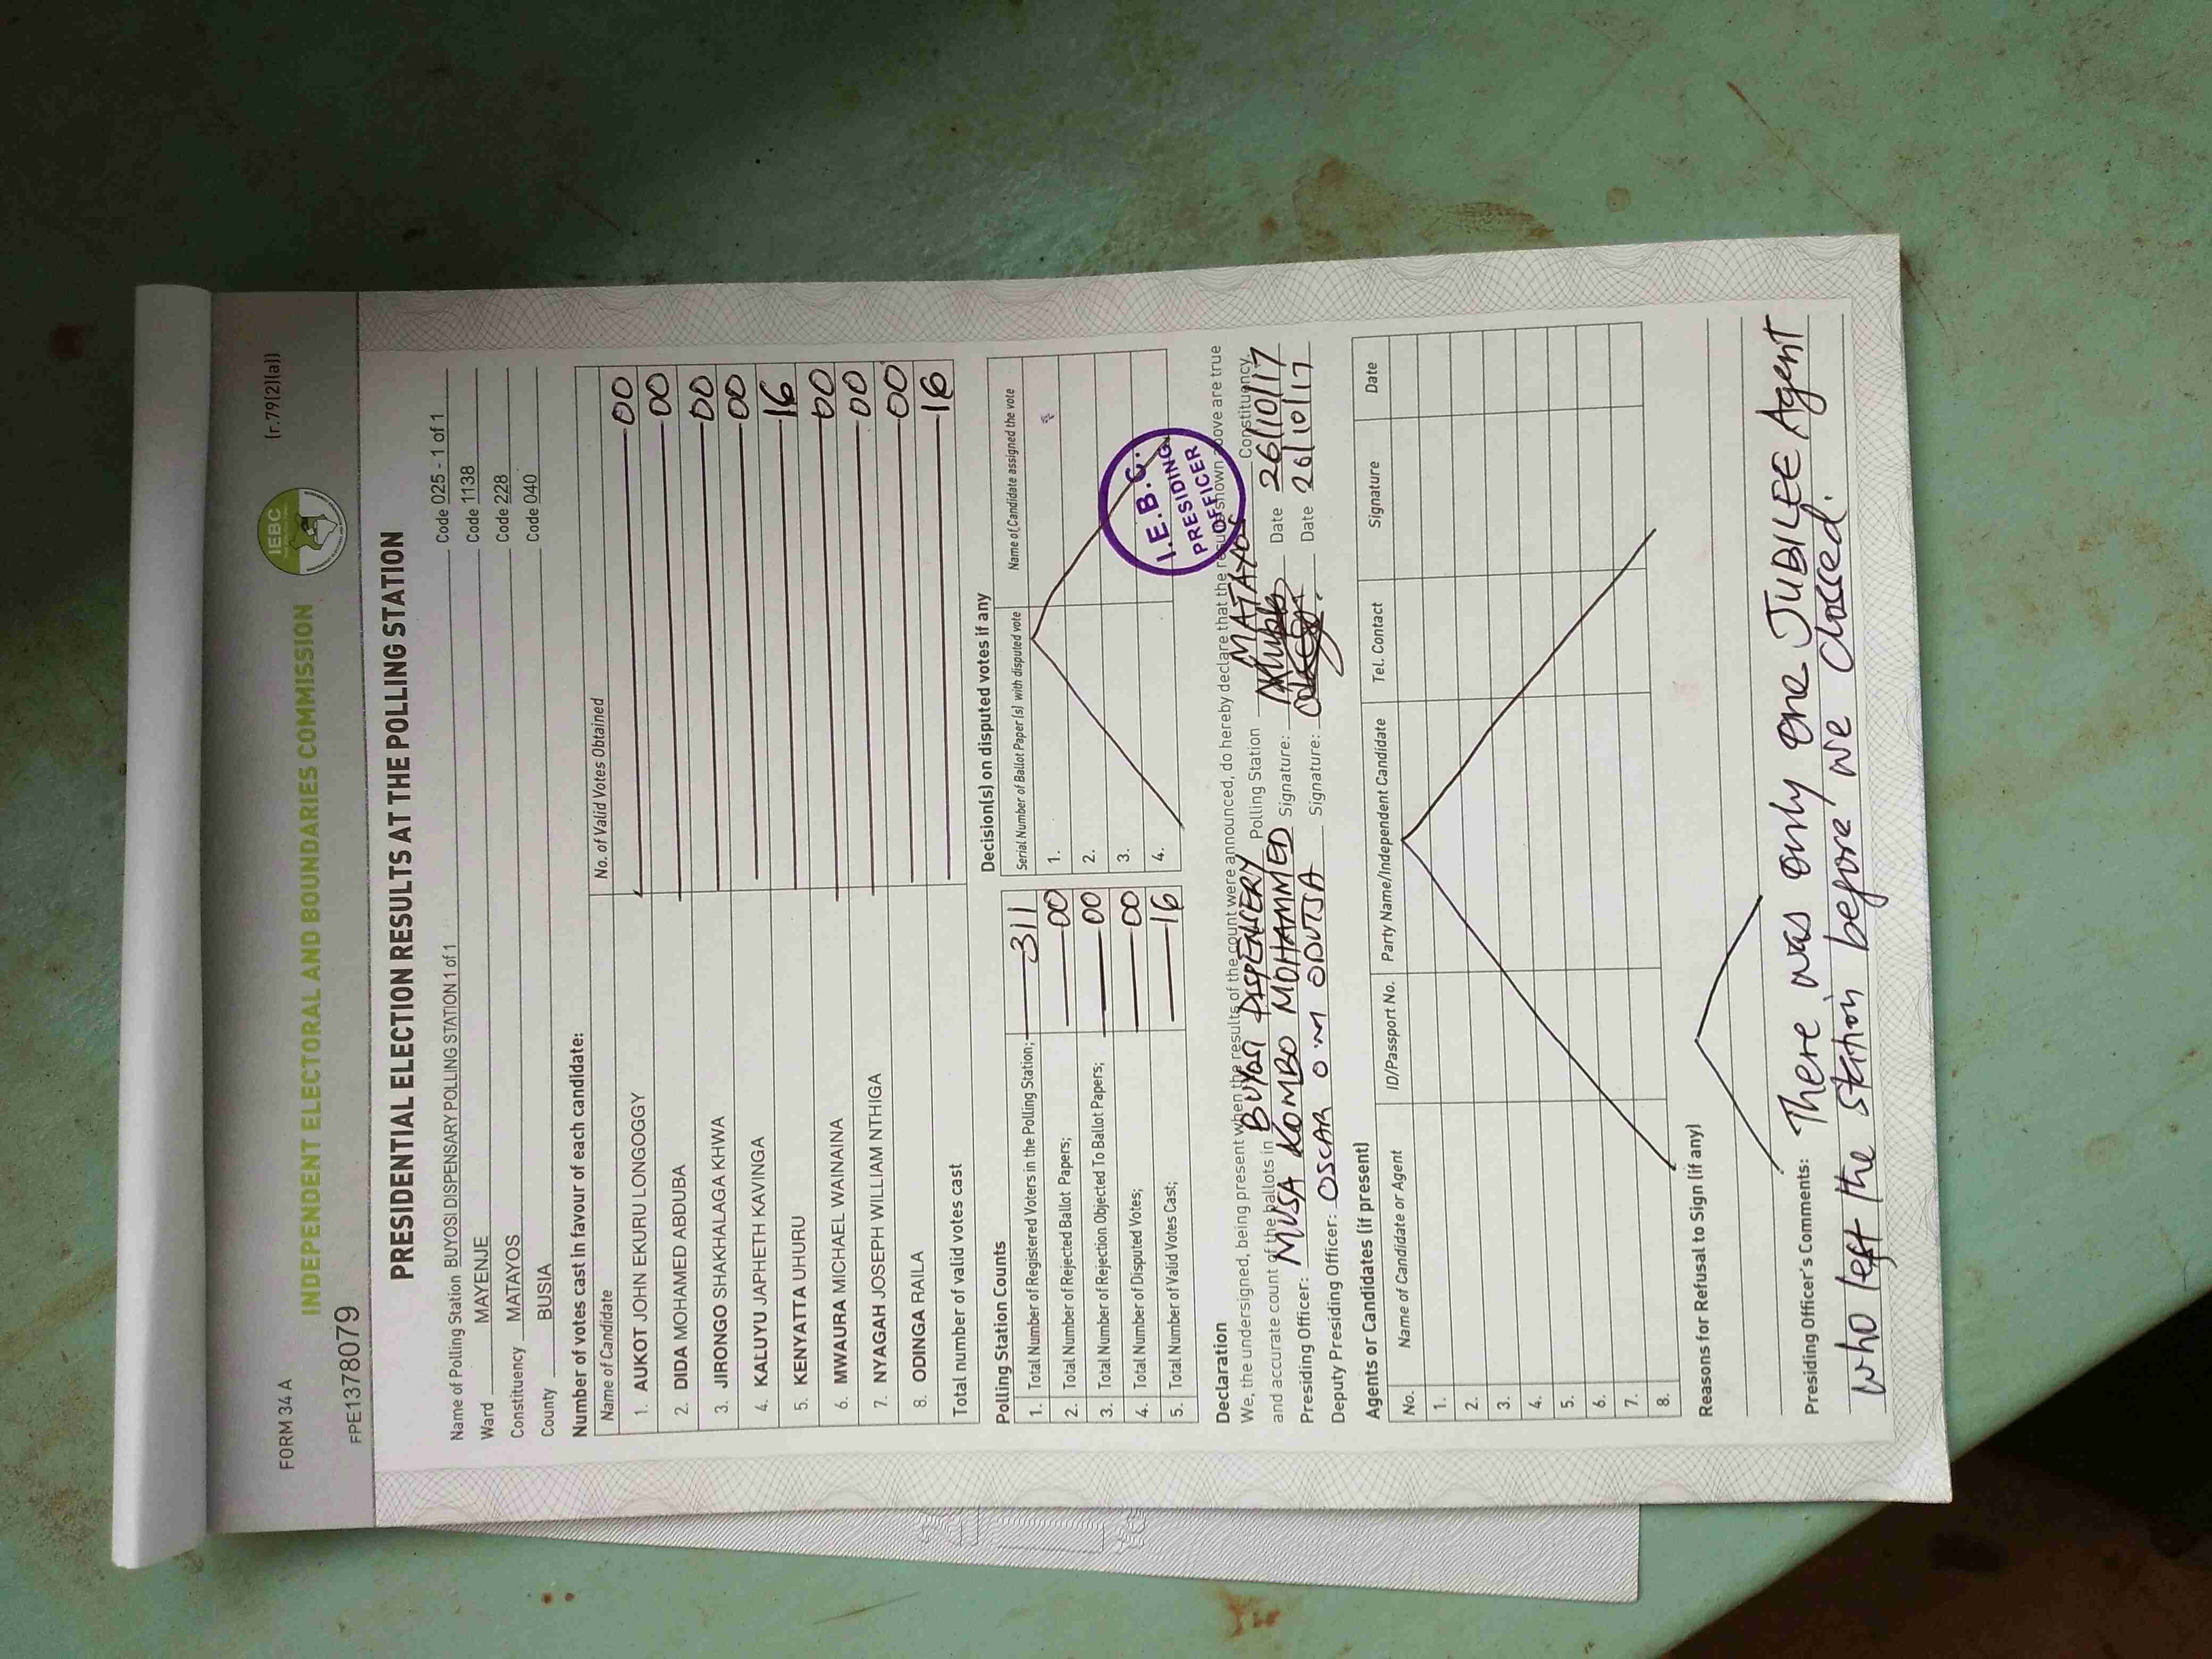 FORM 34 A
(r.79(2)(a))
IEBC
INDEPENDENT ELECTORAL AND BOUNDARIES COMMISSION
FPE1378079
PRESIDENTIAL ELECTION RESULTS AT THE POLLING STATION
Name of Polling Station BUYOSI DISPENSARY POLLING STATION 1 of 1 Code 025 - 1 of 1
Ward MAYENJE Code 1138
Constituency MATAYOS Code 228
County BUSIA Code 040
Number of votes cast in favour of each candidate:
Name of Candidate No. of Valid Votes Obtained
1. AUKOT JOHN EKURU LONGOGGY 00
2. DIDA MOHAMED ABDUBA 00
3. JIRONGO SHAKHALAGA KHWA 00
4. KALUYU JAPHETH KAVINGA 00
5. KENYATTA UHURU 16
6. MWAURA MICHAEL WAINAINA 00
7. NYAGAH JOSEPH WILLIAM NTHIGA 00
8. ODINGA RAILA 00
Total number of valid votes cast 16
Polling Station Counts
1. Total Number of Registered Voters in the Polling Station; 311
2. Total Number of Rejected Ballot Papers; 00
3. Total Number of Rejection Objected To Ballot Papers; 00
4. Total Number of Disputed Votes; 00
5. Total Number of Valid Votes Cast; 16
Decision(s) on disputed votes if any
Serial Number of Ballot Paper(s) with disputed vote Name of Candidate assigned the vote
1.
2.
3.
4.
I.E.B.C.
PRESIDING
OFFICER
Declaration
We, the undersigned, being present when the results of the count were announced, do hereby declare that the results shown above are true
and accurate count of the ballots in BUYOSI DISPENCERY Polling Station MATAYOS Constituency.
Presiding Officer: MUSA KOMBO MOHAMMED Signature: Date 26/10/17
Deputy Presiding Officer: OSCAR O'M ODUTSA Signature: Date 26/10/17
Agents or Candidates (if present)
No. Name of Candidate or Agent ID/Passport No. Party Name/Independent Candidate Tel. Contact Signature Date
1.
2.
3.
4.
5.
6.
7.
8.
Reasons for Refusal to Sign (if any)
Presiding Officer's Comments: There was only one JUBILEE Agent
who left the station before we clossed.